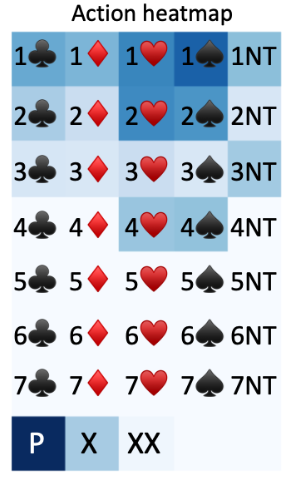 Action heatmap
1♣ 1♦ 1♥ 1♠ 1NT
2♣ 2♦ 2♥ 2♠ 2NT
3♣ 3♦ 3♥ 3♠ 3NT
4♣ 4♦ 4♥ 4♠ 4NT
5♣ 5♦ 5♥ 5♠ 5NT
6♣ 6♦ 6♥ 6♠ 6NT
7♣ 7♦ 7♥ 7♠ 7NT
P X XX